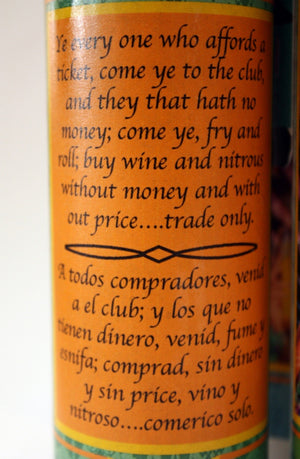 Ye every one who affords a
ticket, come ye to the club,
and they that hath no
money; come ye, fry and
roll; buy wine and nitrous
without money and with
out price....trade only.
A todos compradores, venid
a el club; y los que no
tienen dinero, venid, fume y
esnifa; comprad, sin dinero
y sin price, vino y
nitroso....comerico solo.